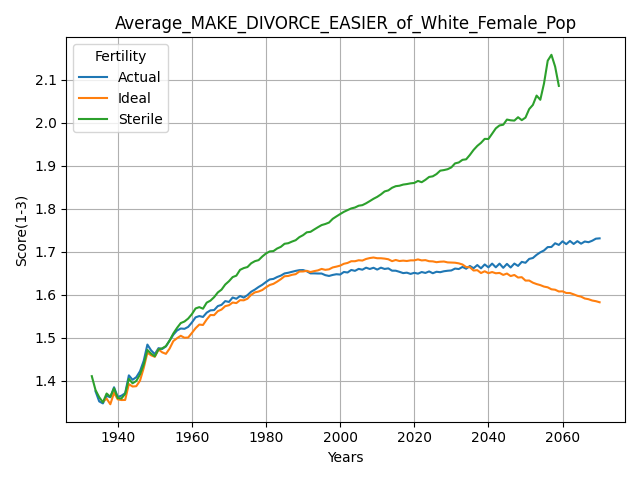 Average_MAKE_DIVORCE_EASIER_of_White_Female_Pop
Fertility
Actual
Ideal
Sterile
Score(1-3)
2.1
2.0
1.9
1.8
1.7
1.6
1.5
1.4
1940
1960
1980
2000
2020
2040
2060
Years